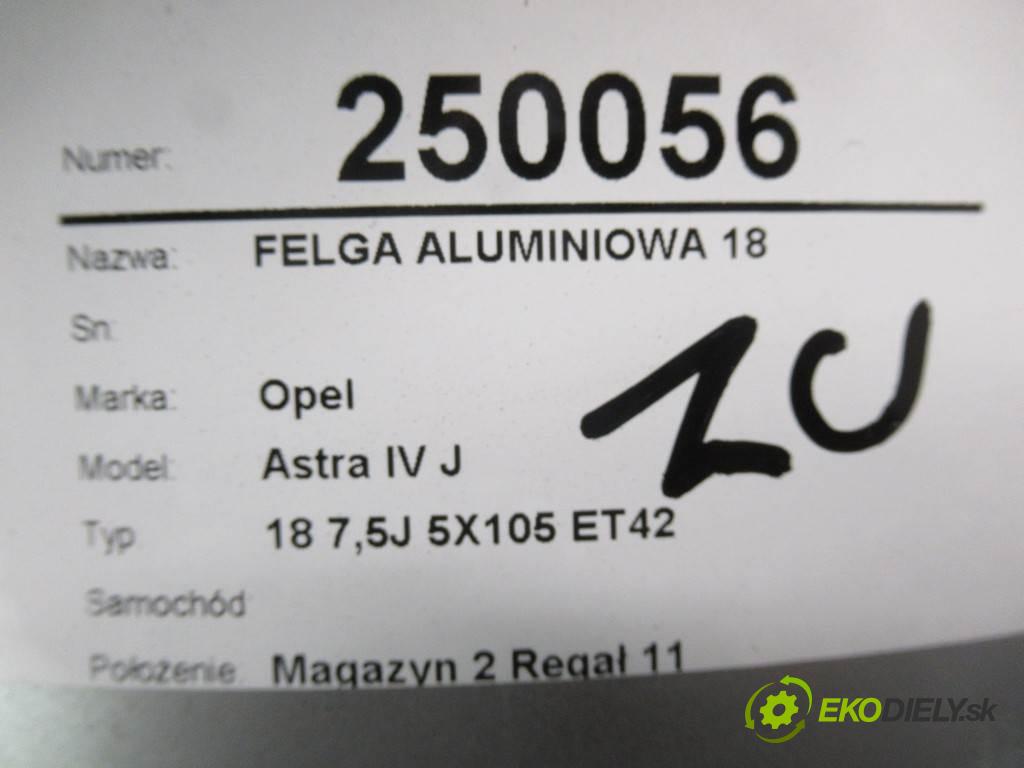 Numer: 250056
Nazwa: FELGA ALUMINIOWA 18
Sn:
Marka: Opel
Model: Astra IV J
Typ 18 7,5J 5X105 ET42
Samochód
Położenie: Magazyn 2 Regał 11
EKODIELY.sk